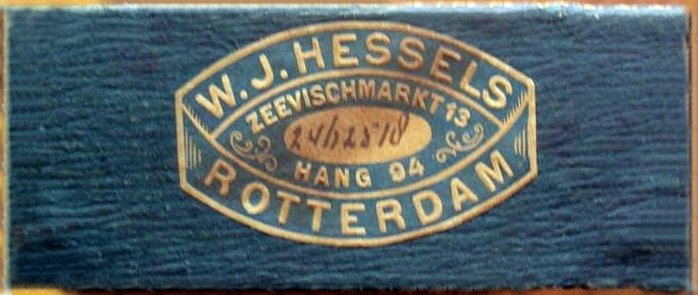 W.J. HESSELS
ZEEVISCHMARKT 13
HANG 94
ROTTERDAM